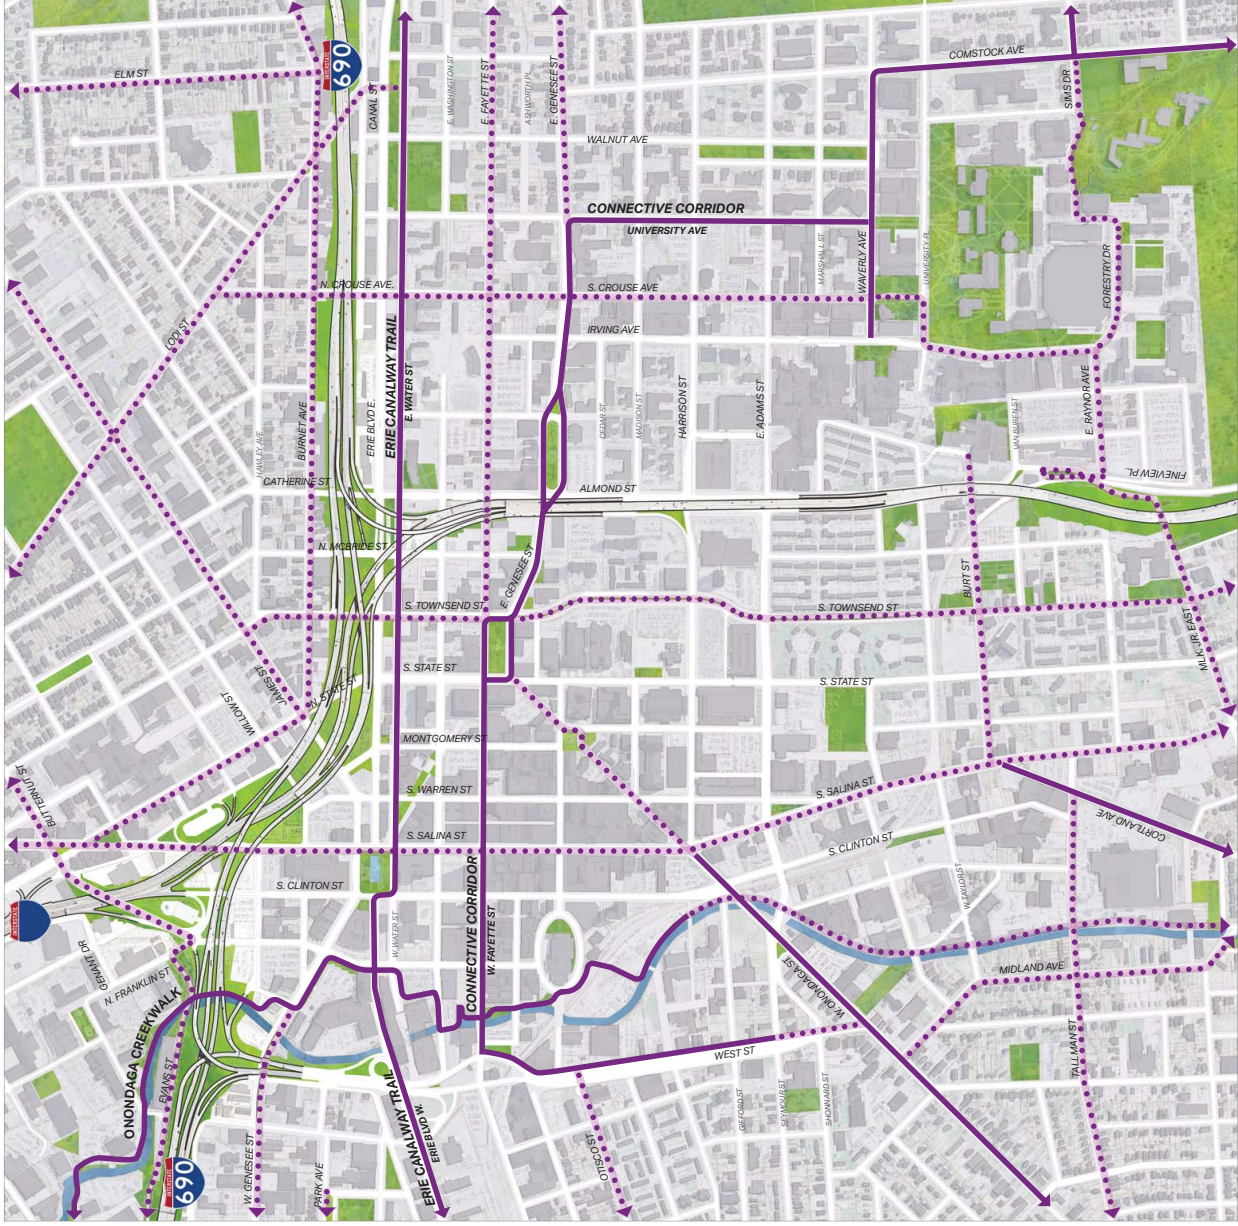 COMSTOCK AVE
INTERSTATE
690
ELM ST
CANAL ST
E. WASHINGTON ST
E. FAYETTE ST
ASHWORTH PL
E. GENESEE ST
SIMS DR
WALNUT AVE
CONNECTIVE CORRIDOR
UNIVERSITY AVE
MARSHALL ST
WAVERLY AVE
UNIVERSITY PL
FORESTRY DR
N. CROUSE AVE.
S. CROUSE AVE
LODI ST
IRVING AVE
ERIE CANALWAY TRAIL
E. WATER ST
HAWLEY AVE
BURNET AVE
ERIE BLVD E.
CEDAR ST
MADISON ST
HARRISON ST
E. ADAMS ST
VAN BUREN ST
E. RAYNOR AVE
FINEVIEW PL.
CATHERINE ST
ALMOND ST
N. MCBRIDE ST
E. GENESEE ST
BURT ST
S. TOWNSEND ST
S. TOWNSEND ST
MLK, JR. EAST
S. STATE ST
S. STATE ST
JAMES ST
N. STATE ST
WILLOW ST
MONTGOMERY ST
BUTTERNUT ST
S. WARREN ST
S. SALINA ST
CORTLAND AVE
S. SALINA ST
S. CLINTON ST
S. CLINTON ST
W. TAYLOR ST
INTERSTATE
W. WATER ST
CONNECTIVE CORRIDOR
W. FAYETTE ST
GENANT DR
N. FRANKLIN ST
MIDLAND AVE
W. ONONDAGA ST
ONONDAGA CREEKWALK
EVANS ST
WEST ST
TALLMAN ST
ERIE CANALWAY TRAIL
ERIE BLVD W.
GIFFORD ST
SEYMOUR ST
SHONNARD ST
OTISCO ST
INTERSTATE
690
W. GENESEE ST
PARK AVE